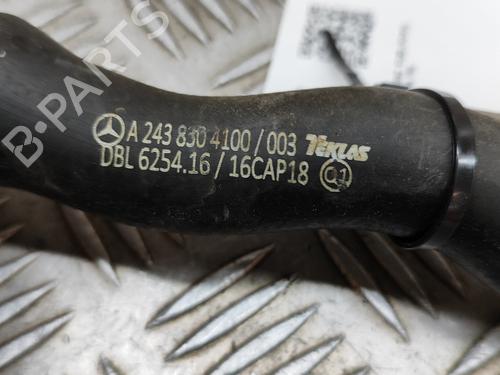 A 243 830 4100 / 003 TEKLAS
DBL 6254.16 / 16CAP18 01
B-Parts